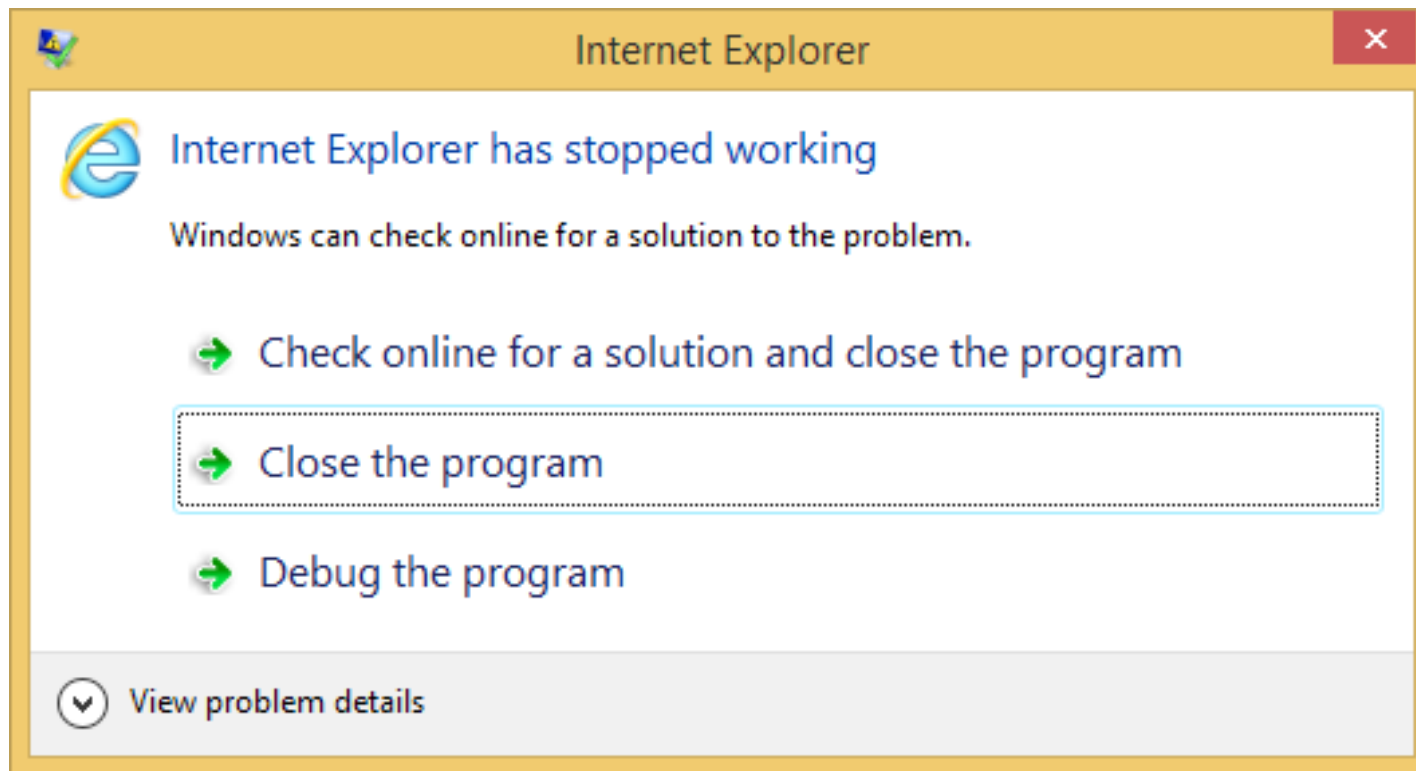 Internet Explorer
Internet Explorer has stopped working
Windows can check online for a solution to the problem.
Check online for a solution and close the program
Close the program
Debug the program
View problem details